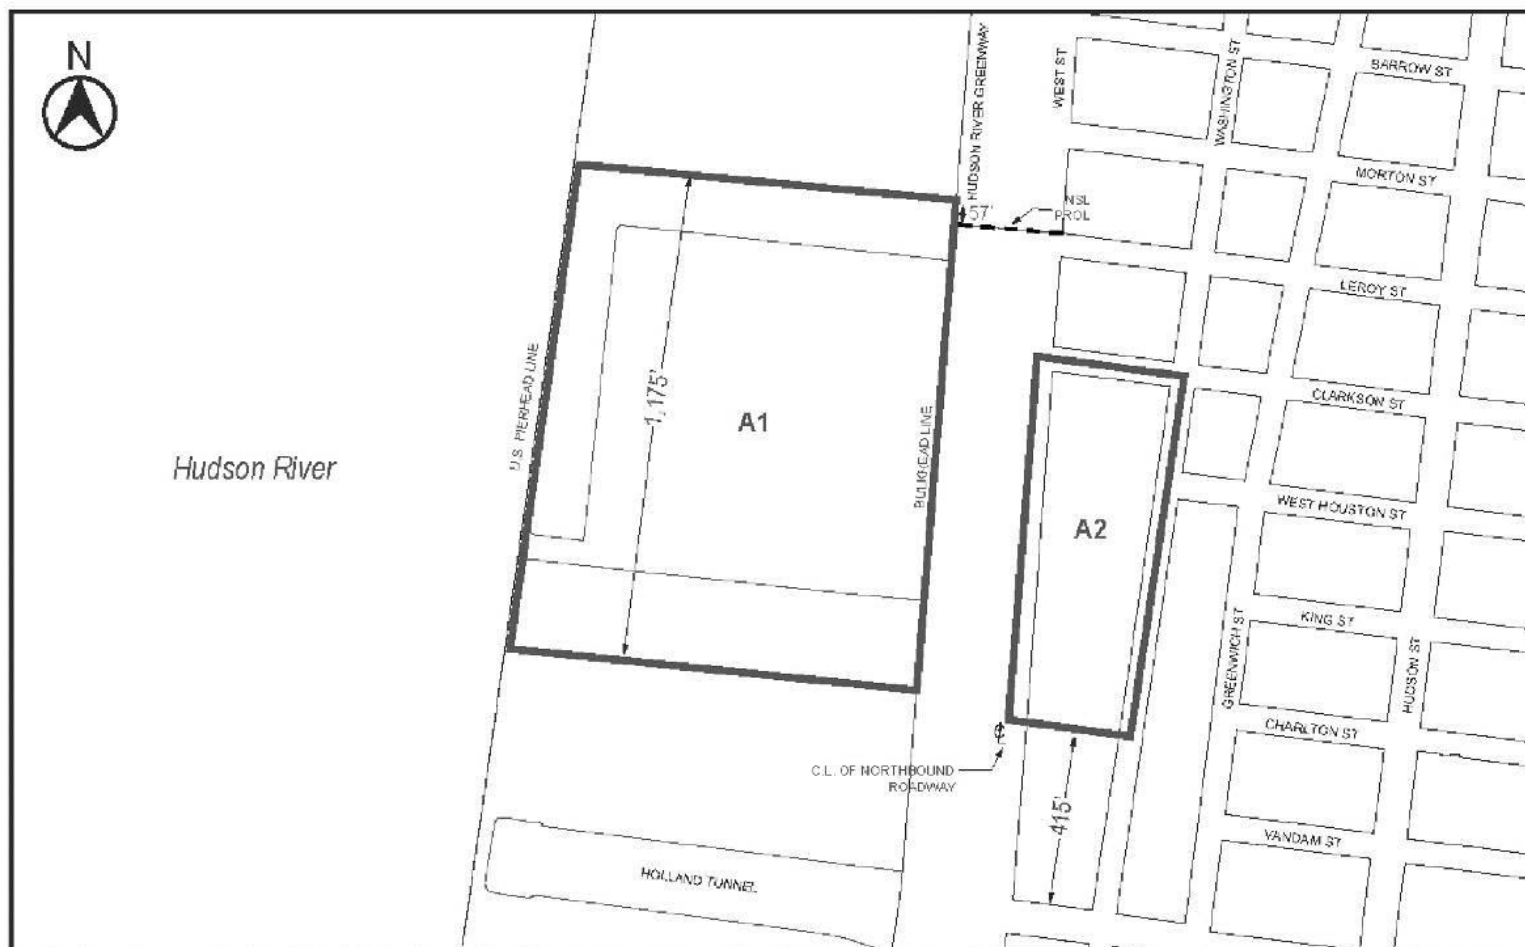 N
HUDSON RIVER GREENWAY
WEST ST
WASHINGTON ST
BARROW ST
MORTON ST
NSL
PROL
57'
LEROY ST
U.S. PIERHEAD LINE
1,175'
A1
BULKHEAD LINE
CLARKSON ST
Hudson River
WEST HOUSTON ST
A2
KING ST
GREENWICH ST
HUDSON ST
CHARLTON ST
C.L. OF NORTHBOUND
ROADWAY
415'
VANDAM ST
HOLLAND TUNNEL